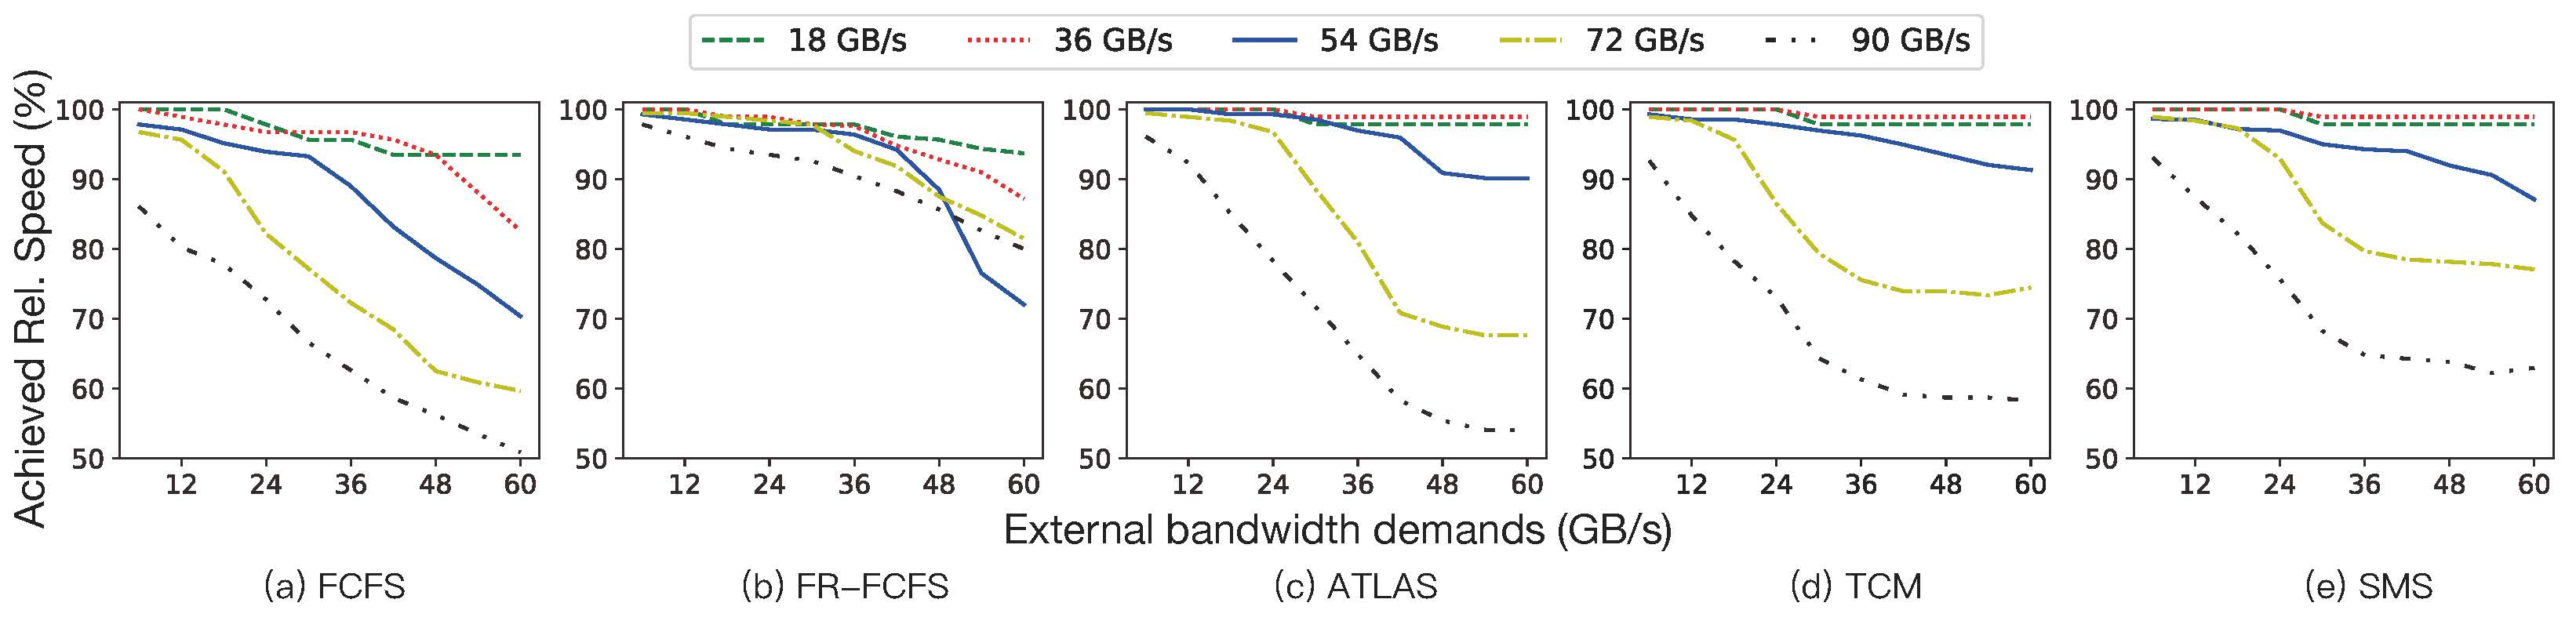 18 GB/s 36 GB/s 54 GB/s 72 GB/s 90 GB/s
Achieved Rel. Speed (%)
100 90 80 70 60 50
12 24 36 48 60
100 90 80 70 60 50
12 24 36 48 60
100 90 80 70 60 50
12 24 36 48 60
100 90 80 70 60 50
12 24 36 48 60
100 90 80 70 60 50
12 24 36 48 60
External bandwidth demands (GB/s)
(a) FCFS (b) FR-FCFS (c) ATLAS (d) TCM (e) SMS